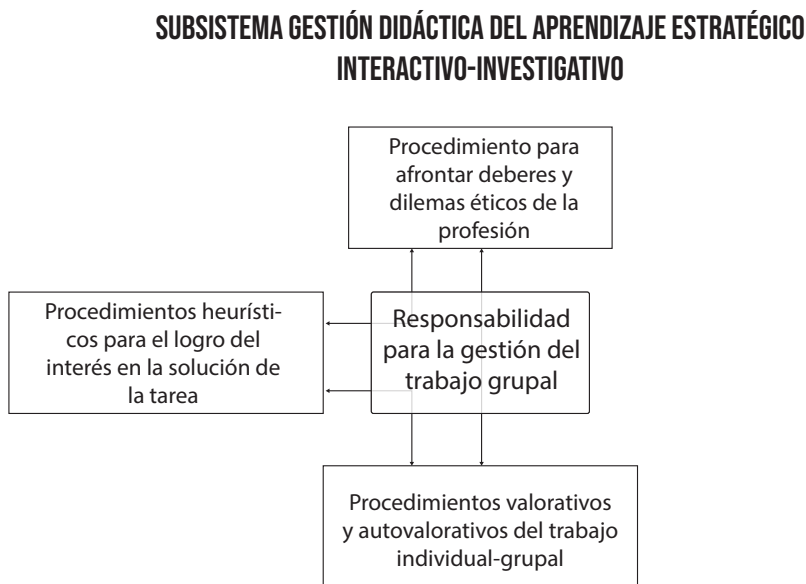 SUBSISTEMA GESTIÓN DIDÁCTICA DEL APRENDIZAJE ESTRATÉGICO
INTERACTIVO-INVESTIGATIVO
Procedimiento para
afrontar deberes y
dilemas éticos de la
profesión
Procedimientos heurísti-
cos para el logro del
interés en la solución de
la tarea
Responsabilidad
para la gestión del
trabajo grupal
Procedimientos valorativos
y autovalorativos del trabajo
individual-grupal